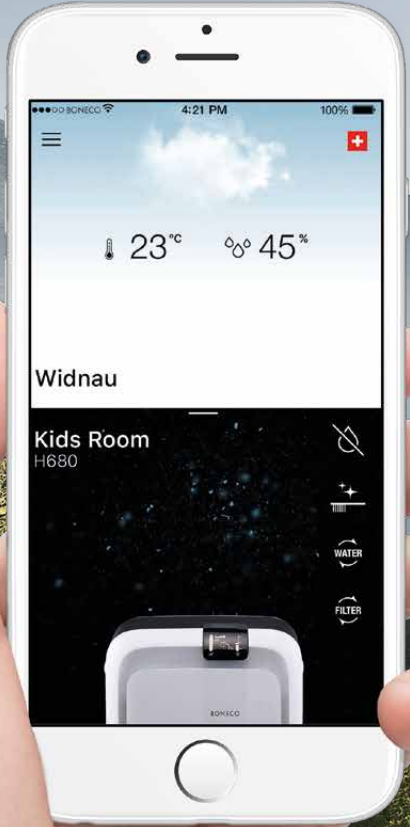 BONECO
4:21 PM
100%
23°C
45%
Widnau
Kids Room
H680
WATER
FILTER
BONECO